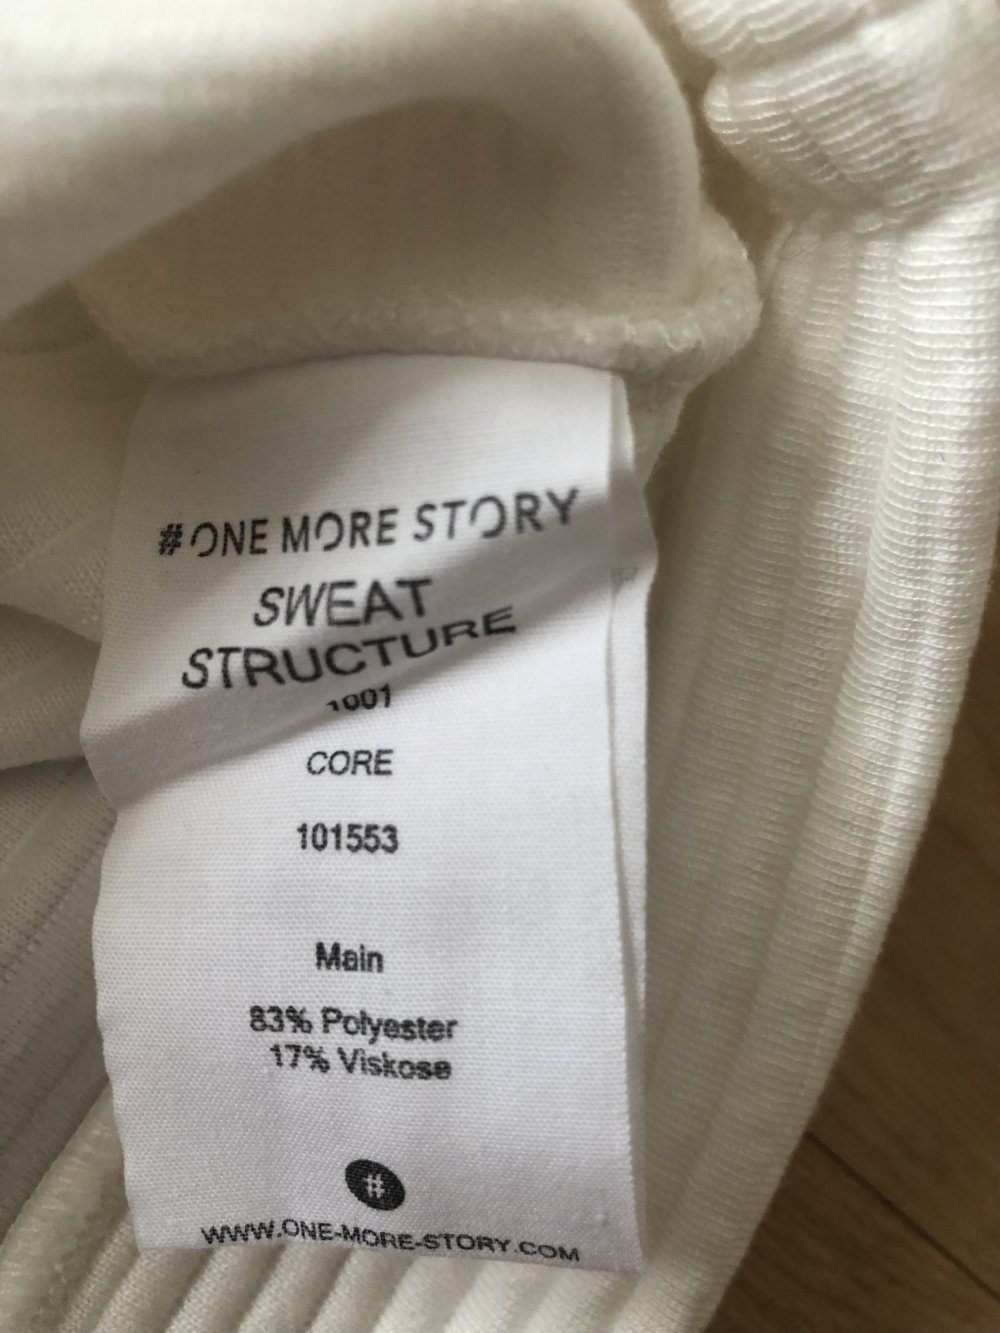 #ONE MORE STORY
SWEAT
STRUCTURE
1001
CORE
101553
Main
83% Polyester
17% Viskose
#
WWW.ONE-MORE-STORY.COM